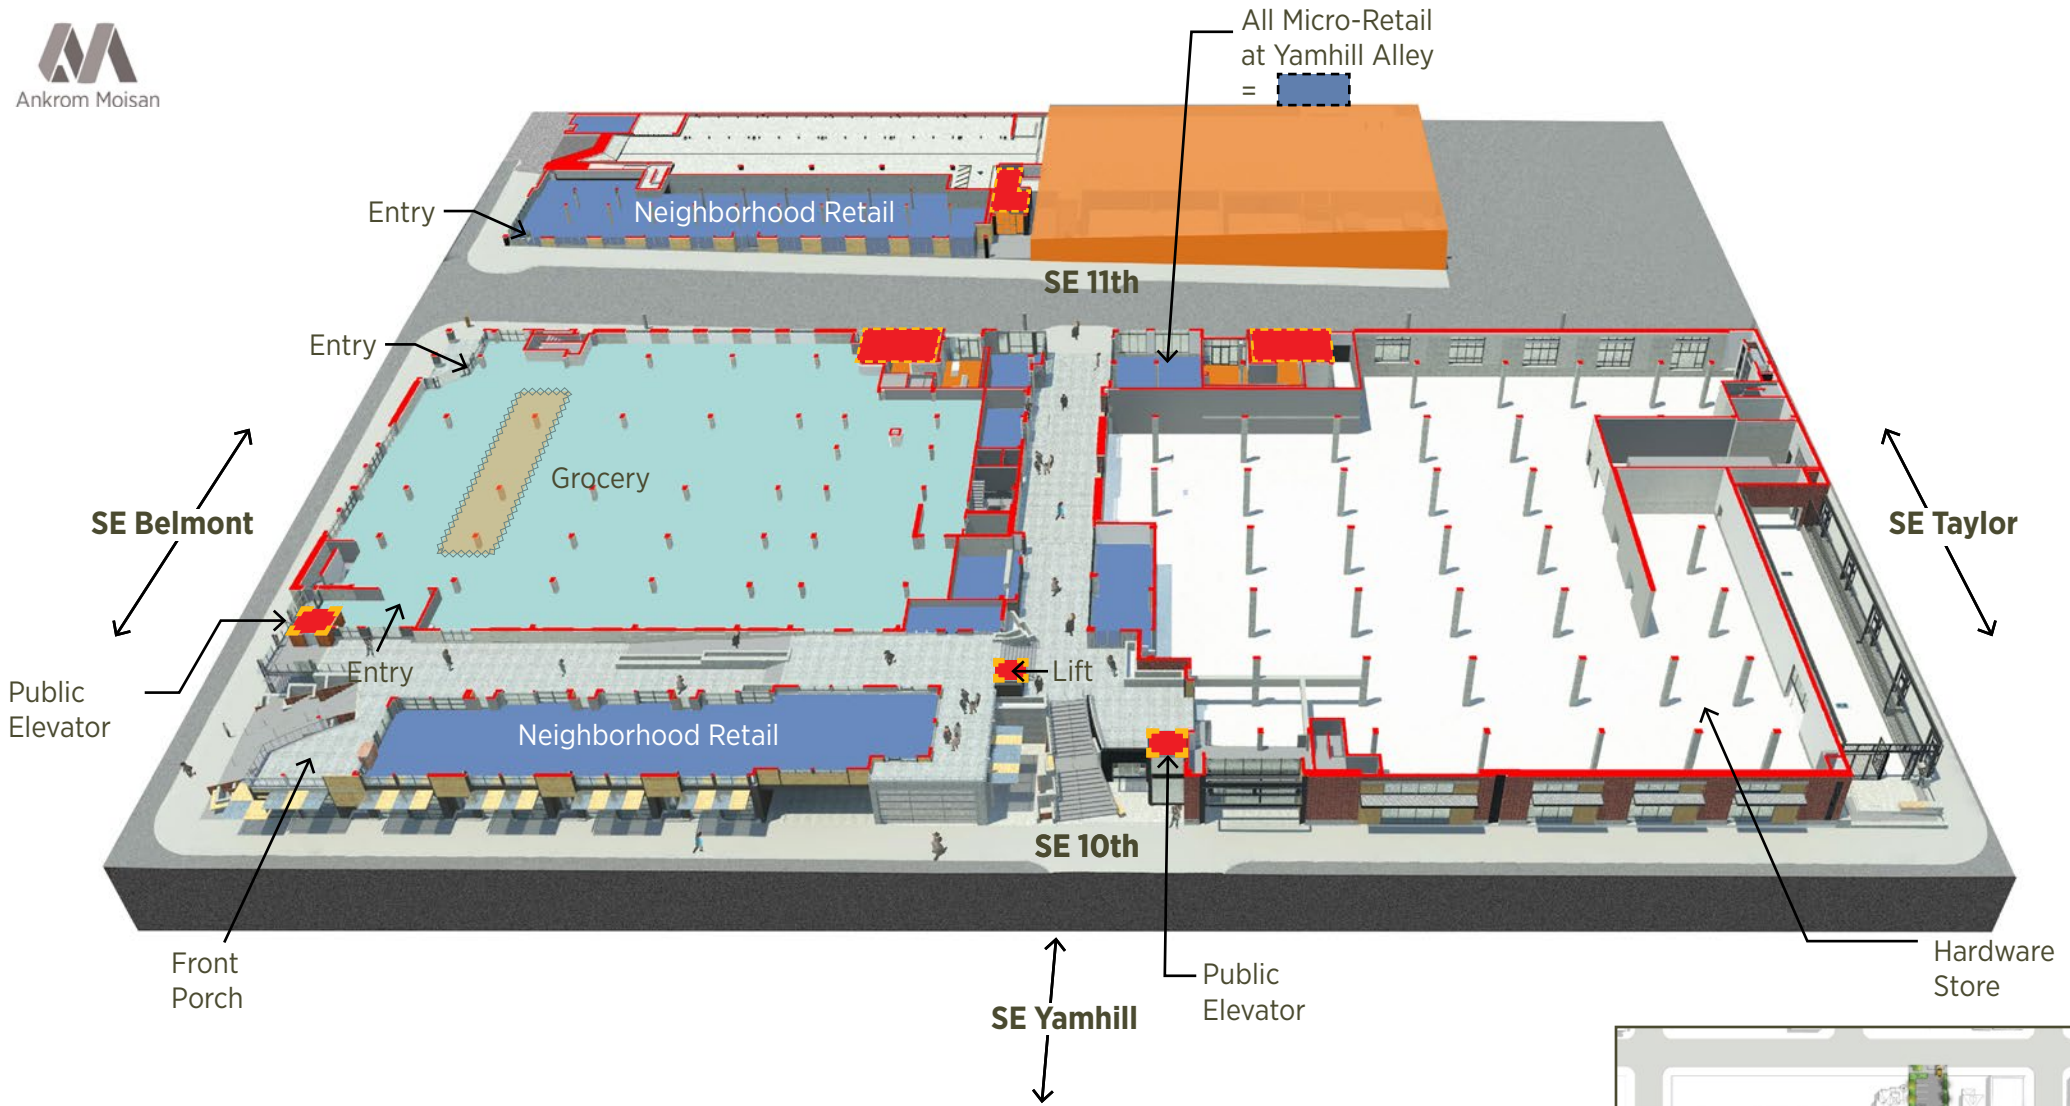 Ankrom Moisan
All Micro-Retail
at Yamhill Alley
=
Entry
Neighborhood Retail
SE 11th
Entry
Grocery
SE Belmont
SE Taylor
Public
Elevator
Entry
Lift
Neighborhood Retail
SE 10th
Front
Porch
Public
Elevator
Hardware
Store
SE Yamhill